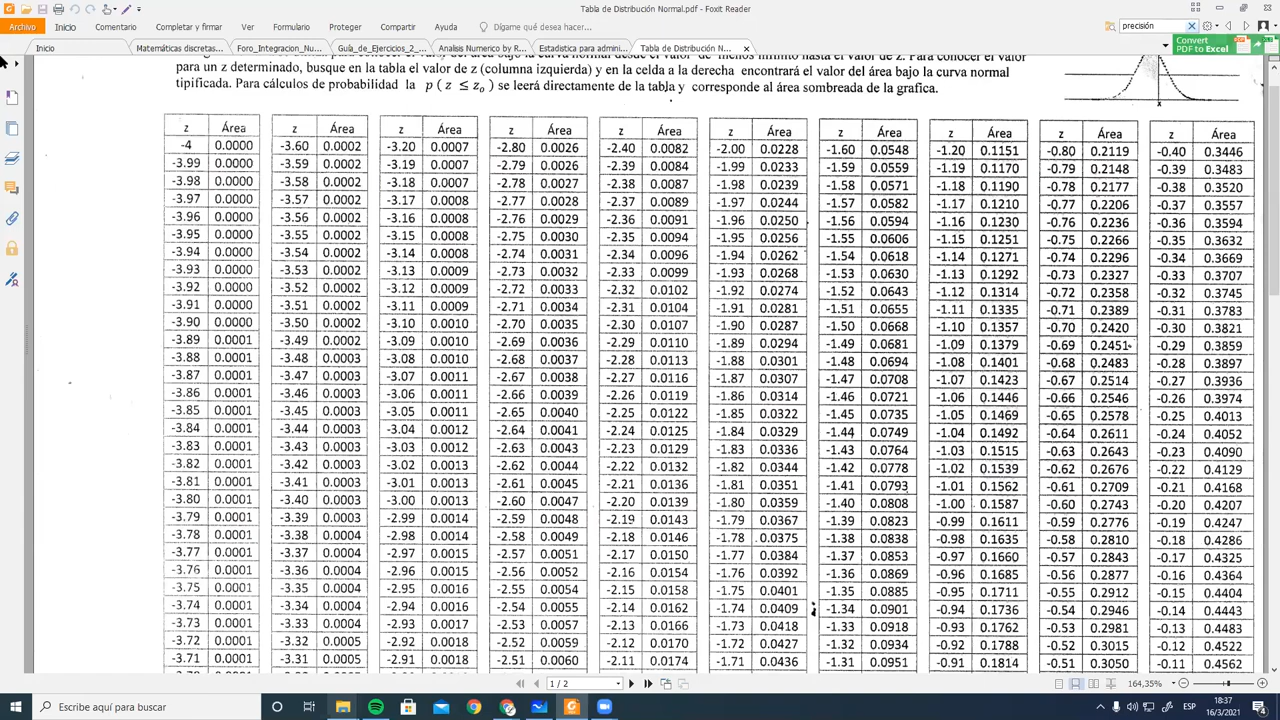 Tabla de Distribución Normal.pdf - Foxit Reader
Archivo Inicio Comentario Completar y firmar Ver Formulario Proteger Compartir Ayuda Dígame qué desea hacer... precisión
Inicio Matemáticas discretas... Foro_Integracion_Nu... Guía_de_Ejercicios_2_... Analisis Numerico by R... Estadistica para admini... Tabla de Distribución N... Convert
PDF to Excel
para un z determinado, busque en la tabla el valor de z (columna izquierda) y en la celda a la derecha encontrará el valor del área bajo la curva normal
tipificada. Para cálculos de probabilidad la p ( z ≤ zₒ ) se leerá directamente de la tabla y corresponde al área sombreada de la grafica.
x
z Área z Área z Área z Área z Área z Área z Área z Área z Área z Área
-4 0.0000 -3.60 0.0002 -3.20 0.0007 -2.80 0.0026 -2.40 0.0082 -2.00 0.0228 -1.60 0.0548 -1.20 0.1151 -0.80 0.2119 -0.40 0.3446
-3.99 0.0000 -3.59 0.0002 -3.19 0.0007 -2.79 0.0026 -2.39 0.0084 -1.99 0.0233 -1.59 0.0559 -1.19 0.1170 -0.79 0.2148 -0.39 0.3483
-3.98 0.0000 -3.58 0.0002 -3.18 0.0007 -2.78 0.0027 -2.38 0.0087 -1.98 0.0239 -1.58 0.0571 -1.18 0.1190 -0.78 0.2177 -0.38 0.3520
-3.97 0.0000 -3.57 0.0002 -3.17 0.0008 -2.77 0.0028 -2.37 0.0089 -1.97 0.0244 -1.57 0.0582 -1.17 0.1210 -0.77 0.2206 -0.37 0.3557
-3.96 0.0000 -3.56 0.0002 -3.16 0.0008 -2.76 0.0029 -2.36 0.0091 -1.96 0.0250 -1.56 0.0594 -1.16 0.1230 -0.76 0.2236 -0.36 0.3594
-3.95 0.0000 -3.55 0.0002 -3.15 0.0008 -2.75 0.0030 -2.35 0.0094 -1.95 0.0256 -1.55 0.0606 -1.15 0.1251 -0.75 0.2266 -0.35 0.3632
-3.94 0.0000 -3.54 0.0002 -3.14 0.0008 -2.74 0.0031 -2.34 0.0096 -1.94 0.0262 -1.54 0.0618 -1.14 0.1271 -0.74 0.2296 -0.34 0.3669
-3.93 0.0000 -3.53 0.0002 -3.13 0.0009 -2.73 0.0032 -2.33 0.0099 -1.93 0.0268 -1.53 0.0630 -1.13 0.1292 -0.73 0.2327 -0.33 0.3707
-3.92 0.0000 -3.52 0.0002 -3.12 0.0009 -2.72 0.0033 -2.32 0.0102 -1.92 0.0274 -1.52 0.0643 -1.12 0.1314 -0.72 0.2358 -0.32 0.3745
-3.91 0.0000 -3.51 0.0002 -3.11 0.0009 -2.71 0.0034 -2.31 0.0104 -1.91 0.0281 -1.51 0.0655 -1.11 0.1335 -0.71 0.2389 -0.31 0.3783
-3.90 0.0000 -3.50 0.0002 -3.10 0.0010 -2.70 0.0035 -2.30 0.0107 -1.90 0.0287 -1.50 0.0668 -1.10 0.1357 -0.70 0.2420 -0.30 0.3821
-3.89 0.0001 -3.49 0.0002 -3.09 0.0010 -2.69 0.0036 -2.29 0.0110 -1.89 0.0294 -1.49 0.0681 -1.09 0.1379 -0.69 0.2451 -0.29 0.3859
-3.88 0.0001 -3.48 0.0003 -3.08 0.0010 -2.68 0.0037 -2.28 0.0113 -1.88 0.0301 -1.48 0.0694 -1.08 0.1401 -0.68 0.2483 -0.28 0.3897
-3.87 0.0001 -3.47 0.0003 -3.07 0.0011 -2.67 0.0038 -2.27 0.0116 -1.87 0.0307 -1.47 0.0708 -1.07 0.1423 -0.67 0.2514 -0.27 0.3936
-3.86 0.0001 -3.46 0.0003 -3.06 0.0011 -2.66 0.0039 -2.26 0.0119 -1.86 0.0314 -1.46 0.0721 -1.06 0.1446 -0.66 0.2546 -0.26 0.3974
-3.85 0.0001 -3.45 0.0003 -3.05 0.0011 -2.65 0.0040 -2.25 0.0122 -1.85 0.0322 -1.45 0.0735 -1.05 0.1469 -0.65 0.2578 -0.25 0.4013
-3.84 0.0001 -3.44 0.0003 -3.04 0.0012 -2.64 0.0041 -2.24 0.0125 -1.84 0.0329 -1.44 0.0749 -1.04 0.1492 -0.64 0.2611 -0.24 0.4052
-3.83 0.0001 -3.43 0.0003 -3.03 0.0012 -2.63 0.0043 -2.23 0.0129 -1.83 0.0336 -1.43 0.0764 -1.03 0.1515 -0.63 0.2643 -0.23 0.4090
-3.82 0.0001 -3.42 0.0003 -3.02 0.0013 -2.62 0.0044 -2.22 0.0132 -1.82 0.0344 -1.42 0.0778 -1.02 0.1539 -0.62 0.2676 -0.22 0.4129
-3.81 0.0001 -3.41 0.0003 -3.01 0.0013 -2.61 0.0045 -2.21 0.0136 -1.81 0.0351 -1.41 0.0793 -1.01 0.1562 -0.61 0.2709 -0.21 0.4168
-3.80 0.0001 -3.40 0.0003 -3.00 0.0013 -2.60 0.0047 -2.20 0.0139 -1.80 0.0359 -1.40 0.0808 -1.00 0.1587 -0.60 0.2743 -0.20 0.4207
-3.79 0.0001 -3.39 0.0003 -2.99 0.0014 -2.59 0.0048 -2.19 0.0143 -1.79 0.0367 -1.39 0.0823 -0.99 0.1611 -0.59 0.2776 -0.19 0.4247
-3.78 0.0001 -3.38 0.0004 -2.98 0.0014 -2.58 0.0049 -2.18 0.0146 -1.78 0.0375 -1.38 0.0838 -0.98 0.1635 -0.58 0.2810 -0.18 0.4286
-3.77 0.0001 -3.37 0.0004 -2.97 0.0015 -2.57 0.0051 -2.17 0.0150 -1.77 0.0384 -1.37 0.0853 -0.97 0.1660 -0.57 0.2843 -0.17 0.4325
-3.76 0.0001 -3.36 0.0004 -2.96 0.0015 -2.56 0.0052 -2.16 0.0154 -1.76 0.0392 -1.36 0.0869 -0.96 0.1685 -0.56 0.2877 -0.16 0.4364
-3.75 0.0001 -3.35 0.0004 -2.95 0.0016 -2.55 0.0054 -2.15 0.0158 -1.75 0.0401 -1.35 0.0885 -0.95 0.1711 -0.55 0.2912 -0.15 0.4404
-3.74 0.0001 -3.34 0.0004 -2.94 0.0016 -2.54 0.0055 -2.14 0.0162 -1.74 0.0409 -1.34 0.0901 -0.94 0.1736 -0.54 0.2946 -0.14 0.4443
-3.73 0.0001 -3.33 0.0004 -2.93 0.0017 -2.53 0.0057 -2.13 0.0166 -1.73 0.0418 -1.33 0.0918 -0.93 0.1762 -0.53 0.2981 -0.13 0.4483
-3.72 0.0001 -3.32 0.0005 -2.92 0.0018 -2.52 0.0059 -2.12 0.0170 -1.72 0.0427 -1.32 0.0934 -0.92 0.1788 -0.52 0.3015 -0.12 0.4522
-3.71 0.0001 -3.31 0.0005 -2.91 0.0018 -2.51 0.0060 -2.11 0.0174 -1.71 0.0436 -1.31 0.0951 -0.91 0.1814 -0.51 0.3050 -0.11 0.4562
1 / 2 164,35%
Escribe aquí para buscar ESP 18:37
16/3/2021